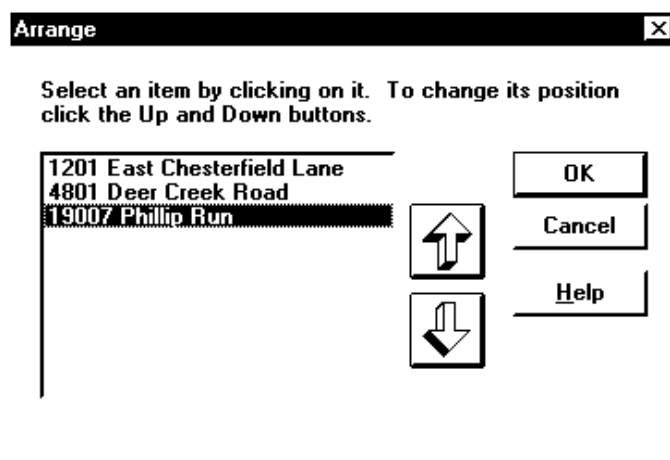 Arrange
Select an item by clicking on it. To change its position
click the Up and Down buttons.
1201 East Chesterfield Lane
4801 Deer Creek Road
19007 Phillip Run
OK
Cancel
Help